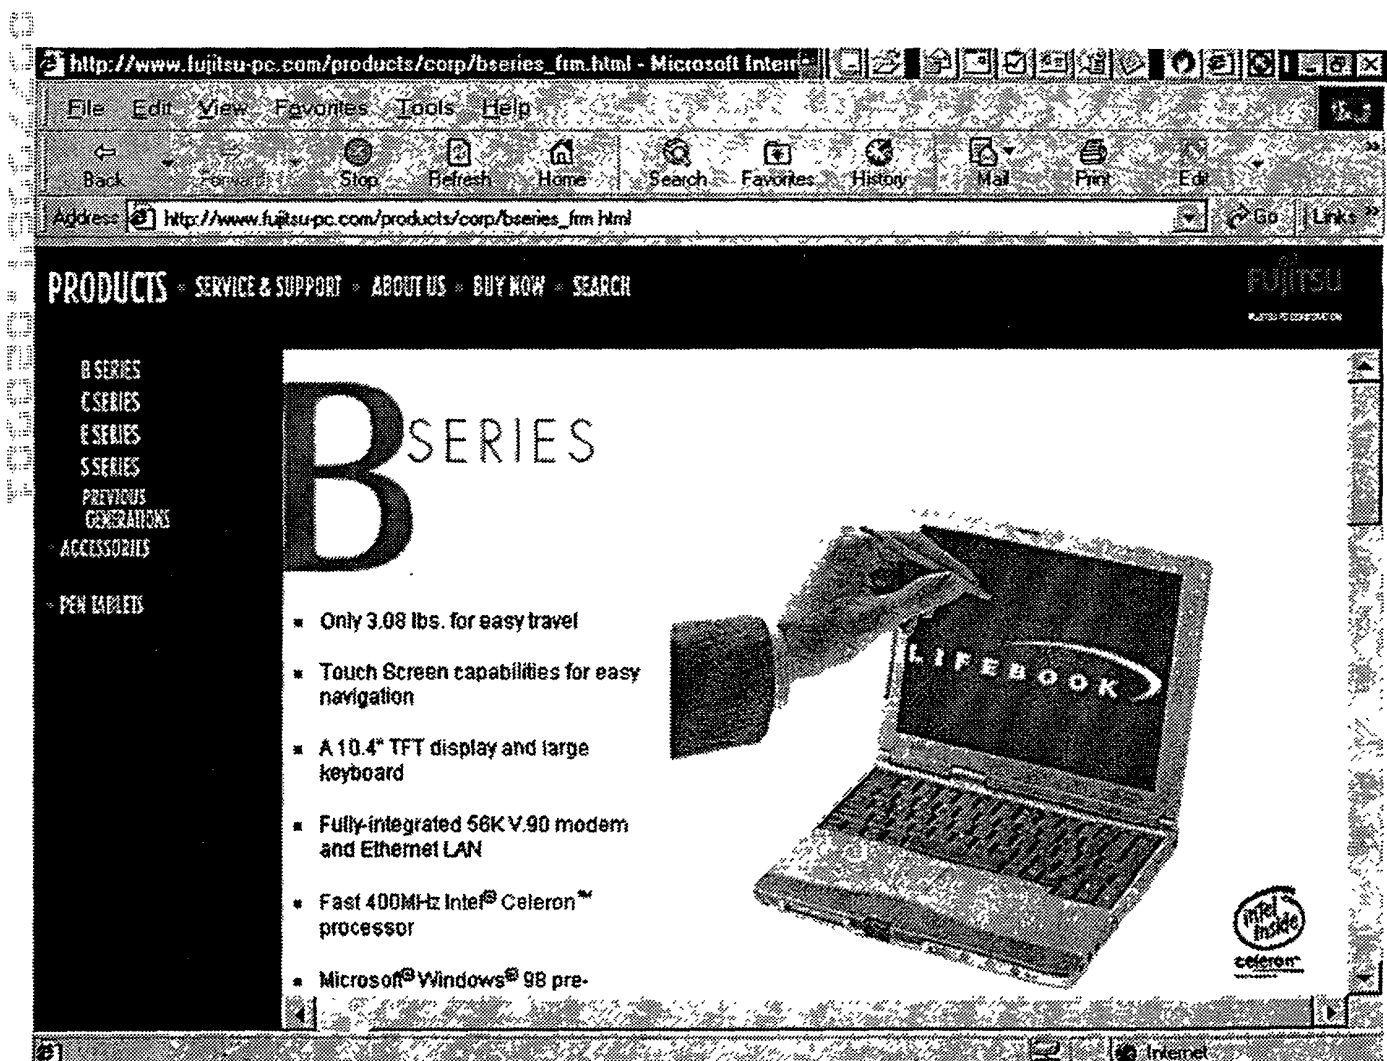 http://www.fujitsu-pc.com/products/corp/bseries_frm.html - Microsoft Intern
File Edit View Favorites Tools Help
Back Forward Stop Refresh Home Search Favorites History Mail Print Edit
Address http://www.fujitsu-pc.com/products/corp/bseries_frm html Go Links
PRODUCTS SERVICE & SUPPORT ABOUT US BUY NOW SEARCH
FUJITSU
FUJITSU PC CORPORATION
B SERIES
C SERIES
E SERIES
S SERIES
PREVIOUS
GENERATIONS
ACCESSORIES
PEN TABLETS
B SERIES
Only 3.08 lbs. for easy travel
Touch Screen capabilities for easy
navigation
A 10.4" TFT display and large
keyboard
Fully-integrated 56K V.90 modem
and Ethernet LAN
Fast 400MHz Intel® Celeron™
processor
Microsoft® Windows® 98 pre-
LIFEBOOK
intel
inside
celeron™
Internet